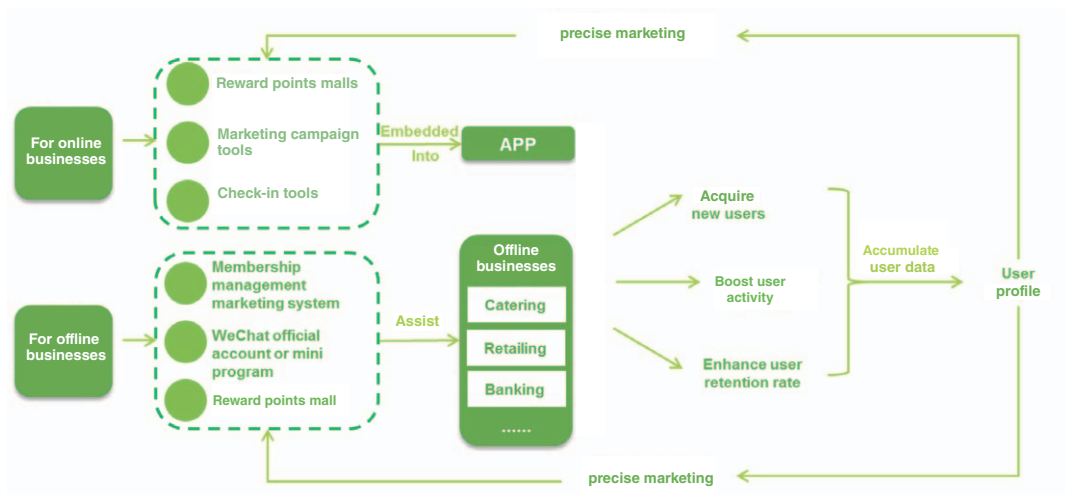 precise marketing
For online
businesses
Reward points malls
Marketing campaign
tools
Check-in tools
Embedded
Into
APP
For offline
businesses
Membership
management
marketing system
WeChat official
account or mini
program
Reward points mall
Assist
Offline
businesses
Catering
Retailing
Banking
......
Acquire
new users
Boost user
activity
Enhance user
retention rate
Accumulate
user data
User
profile
precise marketing